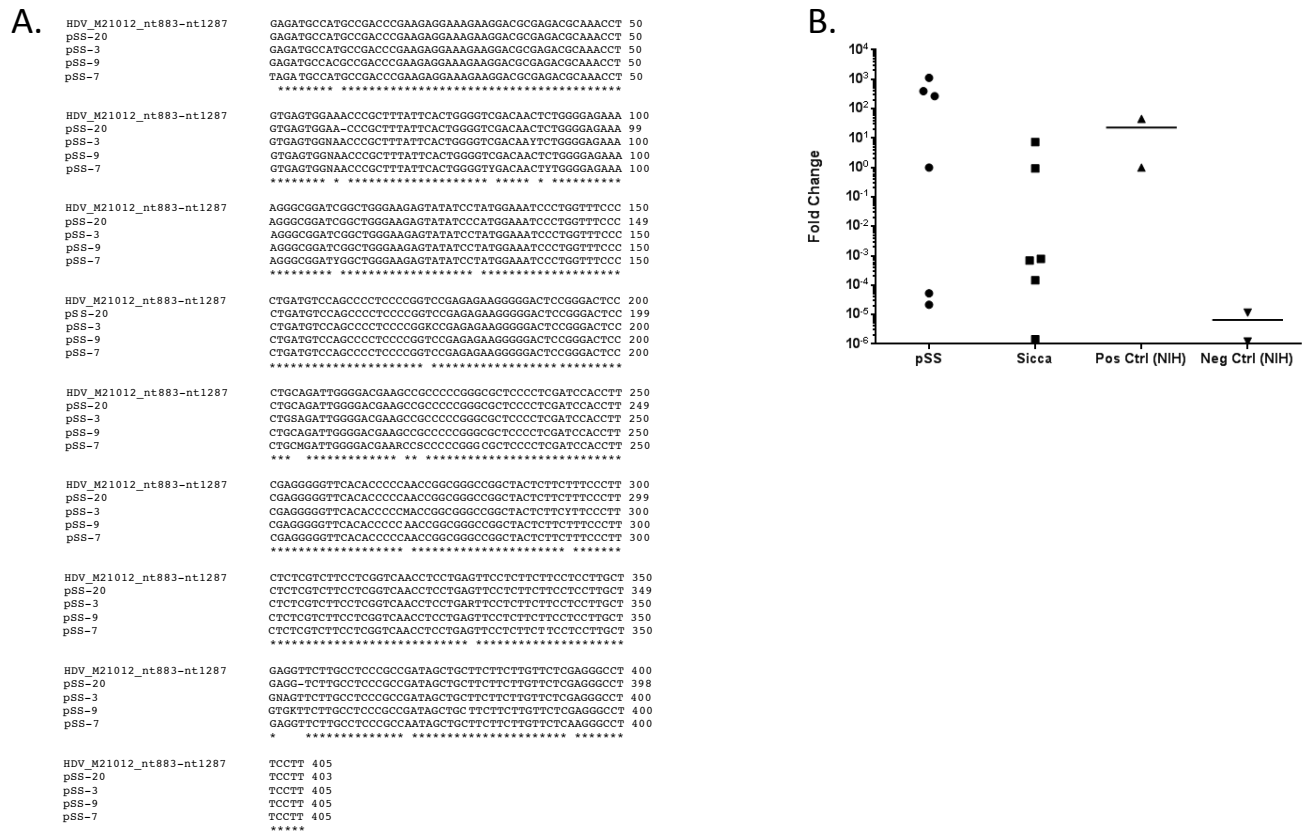 A.
HDV_M21012_nt883-nt1287 GAGATGCCATGCCGACCCGAAGAGGAAAGAAGGACGCGAGACGCAAACCT 50
pSS-20 GAGATGCCATGCCGACCCGAAGAGGAAAGAAGGACGCGAGACGCAAACCT 50
pSS-3 GAGATGCCATGCCGACCCGAAGAGGAAAGAAGGACGCGAGACGCAAACCT 50
pSS-9 GAGATGCCACGCCGACCCGAAGAGGAAAGAAGGACGCGAGACGCAAACCT 50
pSS-7 TAGATGCCATGCCGACCCGAAGAGGAAAGAAGGACGCGAGACGCAAACCT 50
******** ****************************************
HDV_M21012_nt883-nt1287 GTGAGTGGAAACCCGCTTTATTCACTGGGGTCGACAACTCTGGGGAGAAA 100
pSS-20 GTGAGTGGAA-CCCGCTTTATTCACTGGGGTCGACAACTCTGGGGAGAAA 99
pSS-3 GTGAGTGGNAACCCGCTTTATTCACTGGGGTCGACAAYTCTGGGGAGAAA 100
pSS-9 GTGAGTGGNAACCCGCTTTATTCACTGGGGTCGACAACTCTGGGGAGAAA 100
pSS-7 GTGAGTGGNAACCCGCTTTATTCACTGGGGTYGACAACTYTGGGGAGAAA 100
******** * ******************** ***** * **********
HDV_M21012_nt883-nt1287 AGGGCGGATCGGCTGGGAAGAGTATATCCTATGGAAATCCCTGGTTTCCC 150
pSS-20 AGGGCGGATCGGCTGGGAAGAGTATATCCCATGGAAATCCCTGGTTTCCC 149
pSS-3 AGGGCGGATCGGCTGGGAAGAGTATATCCTATGGAAATCCCTGGTTTCCC 150
pSS-9 AGGGCGGATCGGCTGGGAAGAGTATATCCTATGGAAATCCCTGGTTTCCC 150
pSS-7 AGGGCGGATYGGCTGGGAAGAGTATATCCTATGGAAATCCCTGGTTTCCC 150
********* ******************* ********************
HDV_M21012_nt883-nt1287 CTGATGTCCAGCCCCTCCCCGGTCCGAGAGAAGGGGGACTCCGGGACTCC 200
pSS-20 CTGATGTCCAGCCCCTCCCCGGTCCGAGAGAAGGGGGACTCCGGGACTCC 199
pSS-3 CTGATGTCCAGCCCCTCCCCGGKCCGAGAGAAGGGGGACTCCGGGACTCC 200
pSS-9 CTGATGTCCAGCCCCTCCCCGGTCCGAGAGAAGGGGGACTCCGGGACTCC 200
pSS-7 CTGATGTCCAGCCCCTCCCCGGTCCGAGAGAAGGGGGACTCCGGGACTCC 200
********************** ***************************
HDV_M21012_nt883-nt1287 CTGCAGATTGGGGACGAAGCCGCCCCCGGGCGCTCCCCTCGATCCACCTT 250
pSS-20 CTGCAGATTGGGGACGAAGCCGCCCCCGGGCGCTCCCCTCGATCCACCTT 249
pSS-3 CTGSAGATTGGGGACGAAGCCGCCCCCGGGCGCTCCCCTCGATCCACCTT 250
pSS-9 CTGCAGATTGGGGACGAAGCCGCCCCCGGGCGCTCCCCTCGATCCACCTT 250
pSS-7 CTGCMGATTGGGGACGAARCCSCCCCCGGGCGCTCCCCTCGATCCACCTT 250
*** ************* ** ****************************
HDV_M21012_nt883-nt1287 CGAGGGGGTTCACACCCCCAACCGGCGGGCCGGCTACTCTTCTTTCCCTT 300
pSS-20 CGAGGGGGTTCACACCCCCAACCGGCGGGCCGGCTACTCTTCTTTCCCTT 299
pSS-3 CGAGGGGGTTCACACCCCCMACCGGCGGGCCGGCTACTCTTCYTTCCCTT 300
pSS-9 CGAGGGGGTTCACACCCCCAACCGGCGGGCCGGCTACTCTTCTTTCCCTT 300
pSS-7 CGAGGGGGTTCACACCCCCAACCGGCGGGCCGGCTACTCTTCTTTCCCTT 300
******************* ********************** *******
HDV_M21012_nt883-nt1287 CTCTCGTCTTCCTCGGTCAACCTCCTGAGTTCCTCTTCTTCCTCCTTGCT 350
pSS-20 CTCTCGTCTTCCTCGGTCAACCTCCTGAGTTCCTCTTCTTCCTCCTTGCT 349
pSS-3 CTCTCGTCTTCCTCGGTCAACCTCCTGARTTCCTCTTCTTCCTCCTTGCT 350
pSS-9 CTCTCGTCTTCCTCGGTCAACCTCCTGAGTTCCTCTTCTTCCTCCTTGCT 350
pSS-7 CTCTCGTCTTCCTCGGTCAACCTCCTGAGTTCCTCTTCTTCCTCCTTGCT 350
**************************** *********************
HDV_M21012_nt883-nt1287 GAGGTTCTTGCCTCCCGCCGATAGCTGCTTCTTCTTGTTCTCGAGGGCCT 400
pSS-20 GAGG-TCTTGCCTCCCGCCGATAGCTGCTTCTTCTTGTTCTCGAGGGCCT 398
pSS-3 GNAGTTCTTGCCTCCCGCCGATAGCTGCTTCTTCTTGTTCTCGAGGGCCT 400
pSS-9 GTGKTTCTTGCCTCCCGCCGATAGCTGCTTCTTCTTGTTCTCGAGGGCCT 400
pSS-7 GAGGTTCTTGCCTCCCGCCAATAGCTGCTTCTTCTTGTTCTCAAGGGCCT 400
* ************** ********************** *******
HDV_M21012_nt883-nt1287 TCCTT 405
pSS-20 TCCTT 403
pSS-3 TCCTT 405
pSS-9 TCCTT 405
pSS-7 TCCTT 405
*****
B.
Fold Change
10^4
10^3
10^2
10^1
10^0
10^-1
10^-2
10^-3
10^-4
10^-5
10^-6
pSS Sicca Pos Ctrl (NIH) Neg Ctrl (NIH)